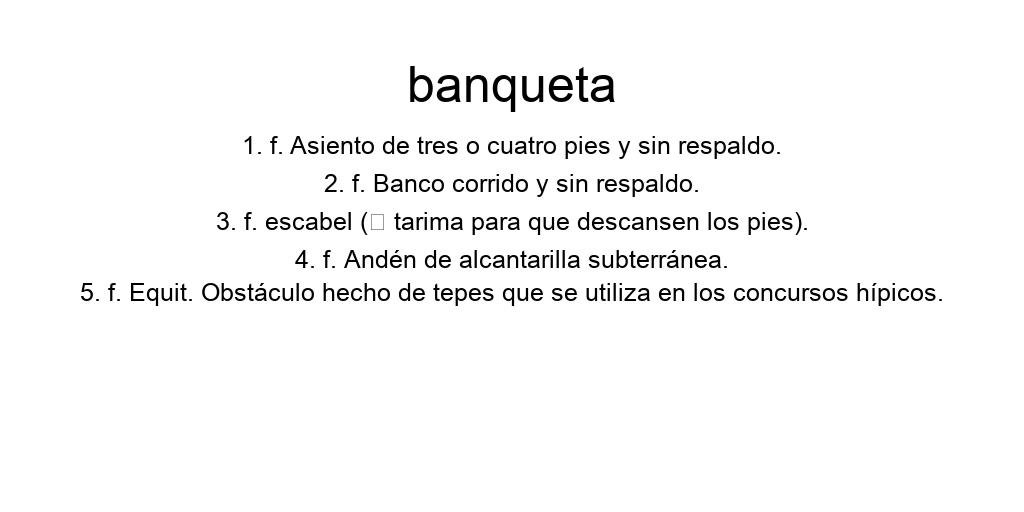 banqueta
1. f. Asiento de tres o cuatro pies y sin respaldo.
2. f. Banco corrido y sin respaldo.
3. f. escabel (□ tarima para que descansen los pies).
4. f. Andén de alcantarilla subterránea.
5. f. Equit. Obstáculo hecho de tepes que se utiliza en los concursos hípicos.